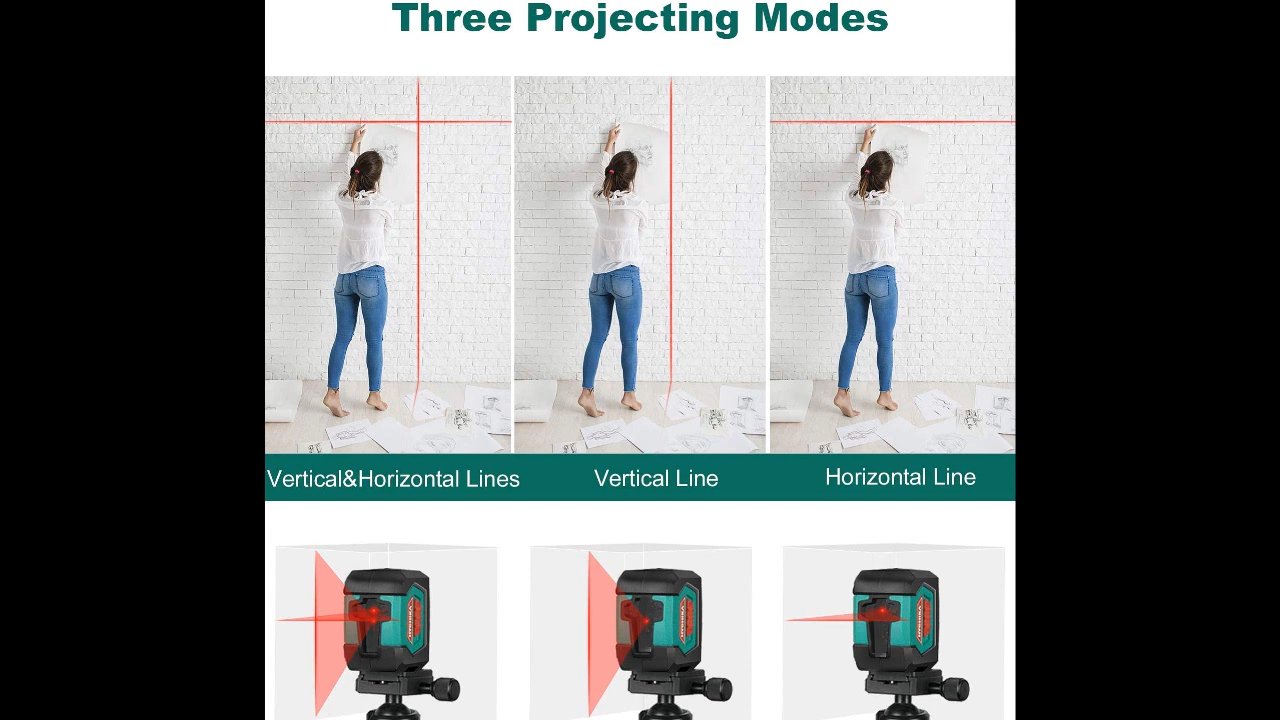 Three Projecting Modes
Vertical&Horizontal Lines
Vertical Line
Horizontal Line